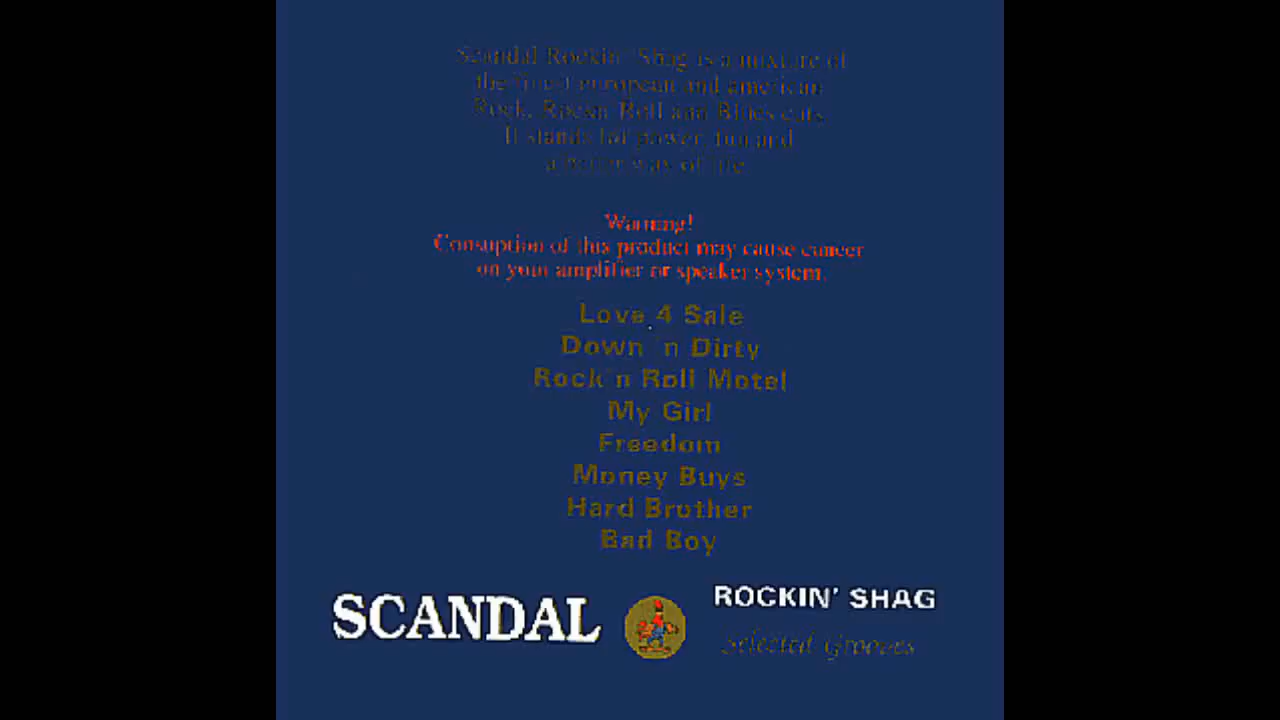 Scandal Rockin' Shag is a mixture of
the finest european and american
Rock, Rock'n Roll and Blues cuts.
It stands for power, fun and
a way of
Warning!
Consuption of this product may cause cancer
on your amplifier or speaker system.
Love 4 Sale
Down ´n Dirty
Rock´n Roll Motel
My Girl
Freedom
Money Buys
Hard Brother
Bad Boy
SCANDAL
ROCKIN' SHAG
Selected Grooves